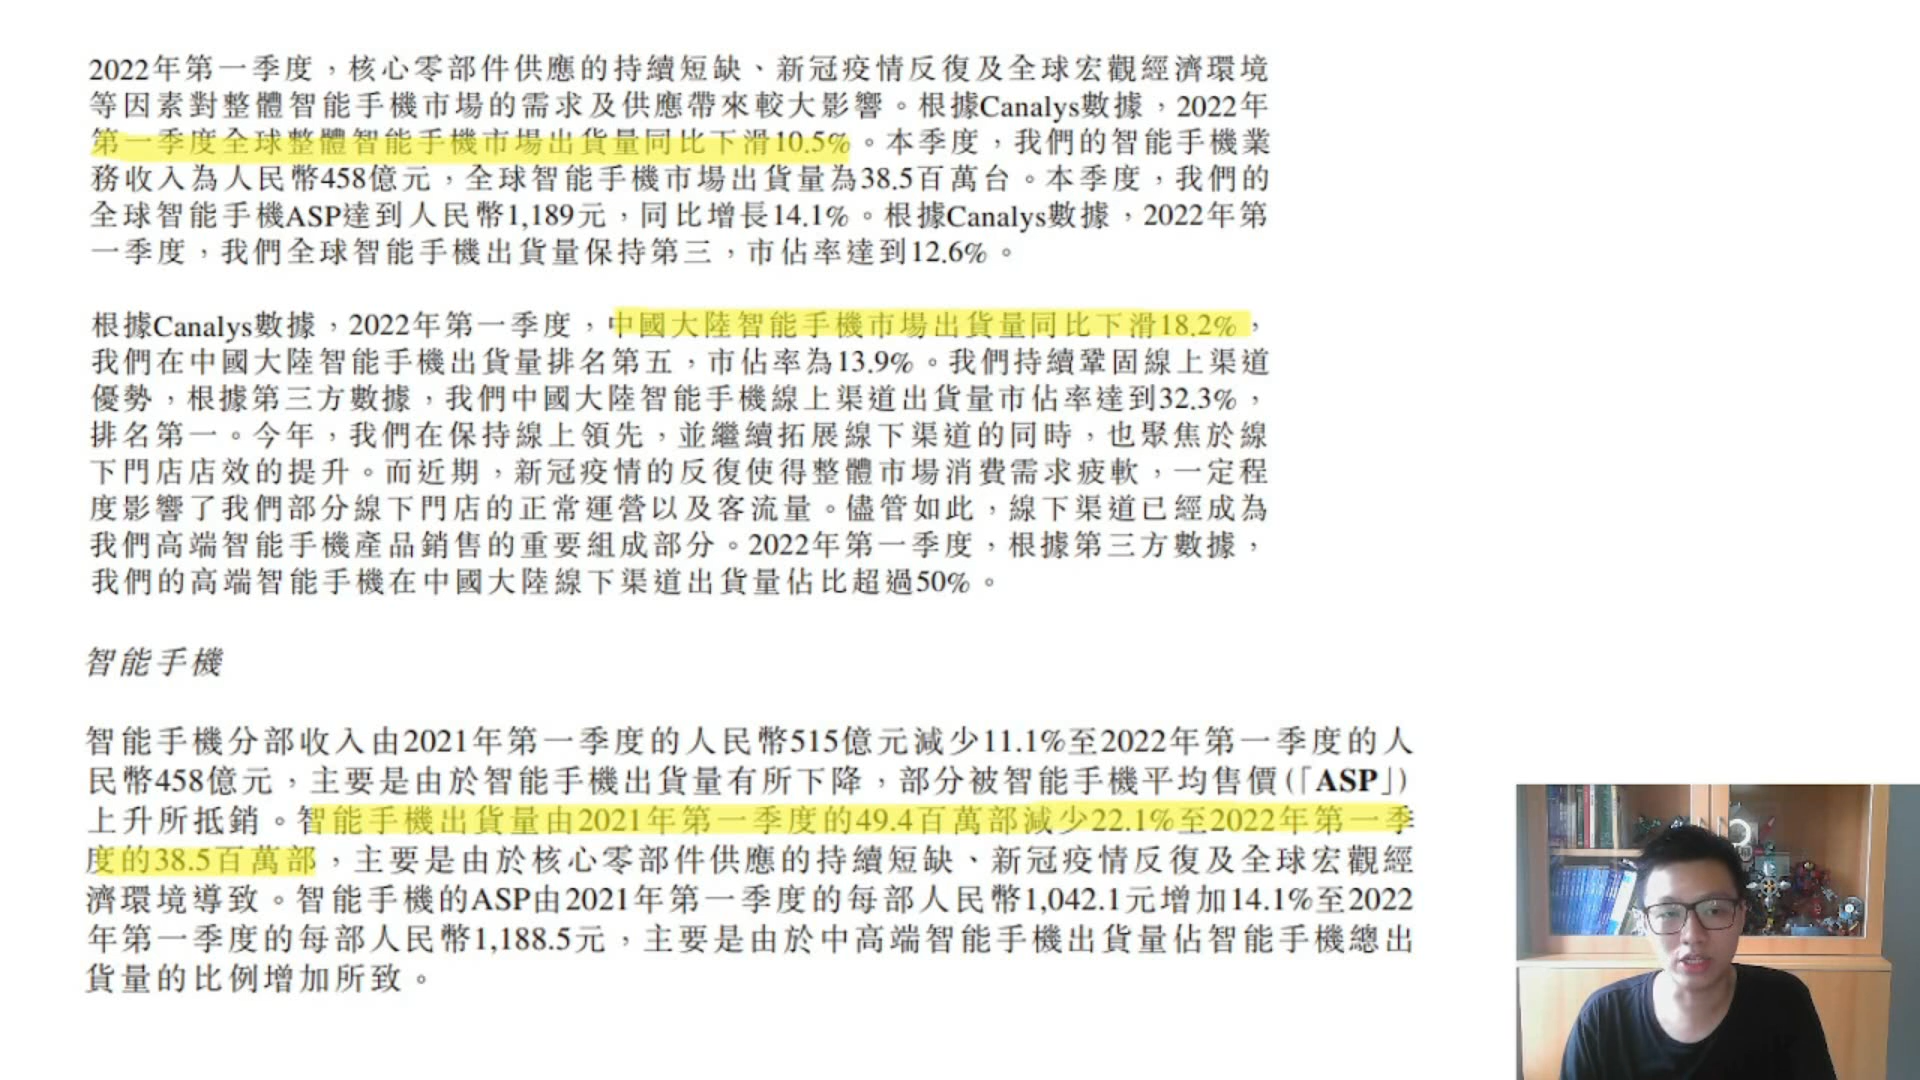 2022年第一季度，核心零部件供應的持續短缺、新冠疫情反復及全球宏觀經濟環境
等因素對整體智能手機市場的需求及供應帶來較大影響。根據Canalys數據，2022年
第一季度全球整體智能手機市場出貨量同比下滑10.5%。本季度，我們的智能手機業
務收入為人民幣458億元，全球智能手機市場出貨量為38.5百萬台。本季度，我們的
全球智能手機ASP達到人民幣1,189元，同比增長14.1%。根據Canalys數據，2022年第
一季度，我們全球智能手機出貨量保持第三，市佔率達到12.6%。
根據Canalys數據，2022年第一季度，中國大陸智能手機市場出貨量同比下滑18.2%，
我們在中國大陸智能手機出貨量排名第五，市佔率為13.9%。我們持續鞏固線上渠道
優勢，根據第三方數據，我們中國大陸智能手機線上渠道出貨量市佔率達到32.3%，
排名第一。今年，我們在保持線上領先，並繼續拓展線下渠道的同時，也聚焦於線
下門店店效的提升。而近期，新冠疫情的反復使得整體市場消費需求疲軟，一定程
度影響了我們部分線下門店的正常運營以及客流量。儘管如此，線下渠道已經成為
我們高端智能手機產品銷售的重要組成部分。2022年第一季度，根據第三方數據，
我們的高端智能手機在中國大陸線下渠道出貨量佔比超過50%。
智能手機
智能手機分部收入由2021年第一季度的人民幣515億元減少11.1%至2022年第一季度的人
民幣458億元，主要是由於智能手機出貨量有所下降，部分被智能手機平均售價(「ASP」)
上升所抵銷。智能手機出貨量由2021年第一季度的49.4百萬部減少22.1%至2022年第一季
度的38.5百萬部，主要是由於核心零部件供應的持續短缺、新冠疫情反復及全球宏觀經
濟環境導致。智能手機的ASP由2021年第一季度的每部人民幣1,042.1元增加14.1%至2022
年第一季度的每部人民幣1,188.5元，主要是由於中高端智能手機出貨量佔智能手機總出
貨量的比例增加所致。